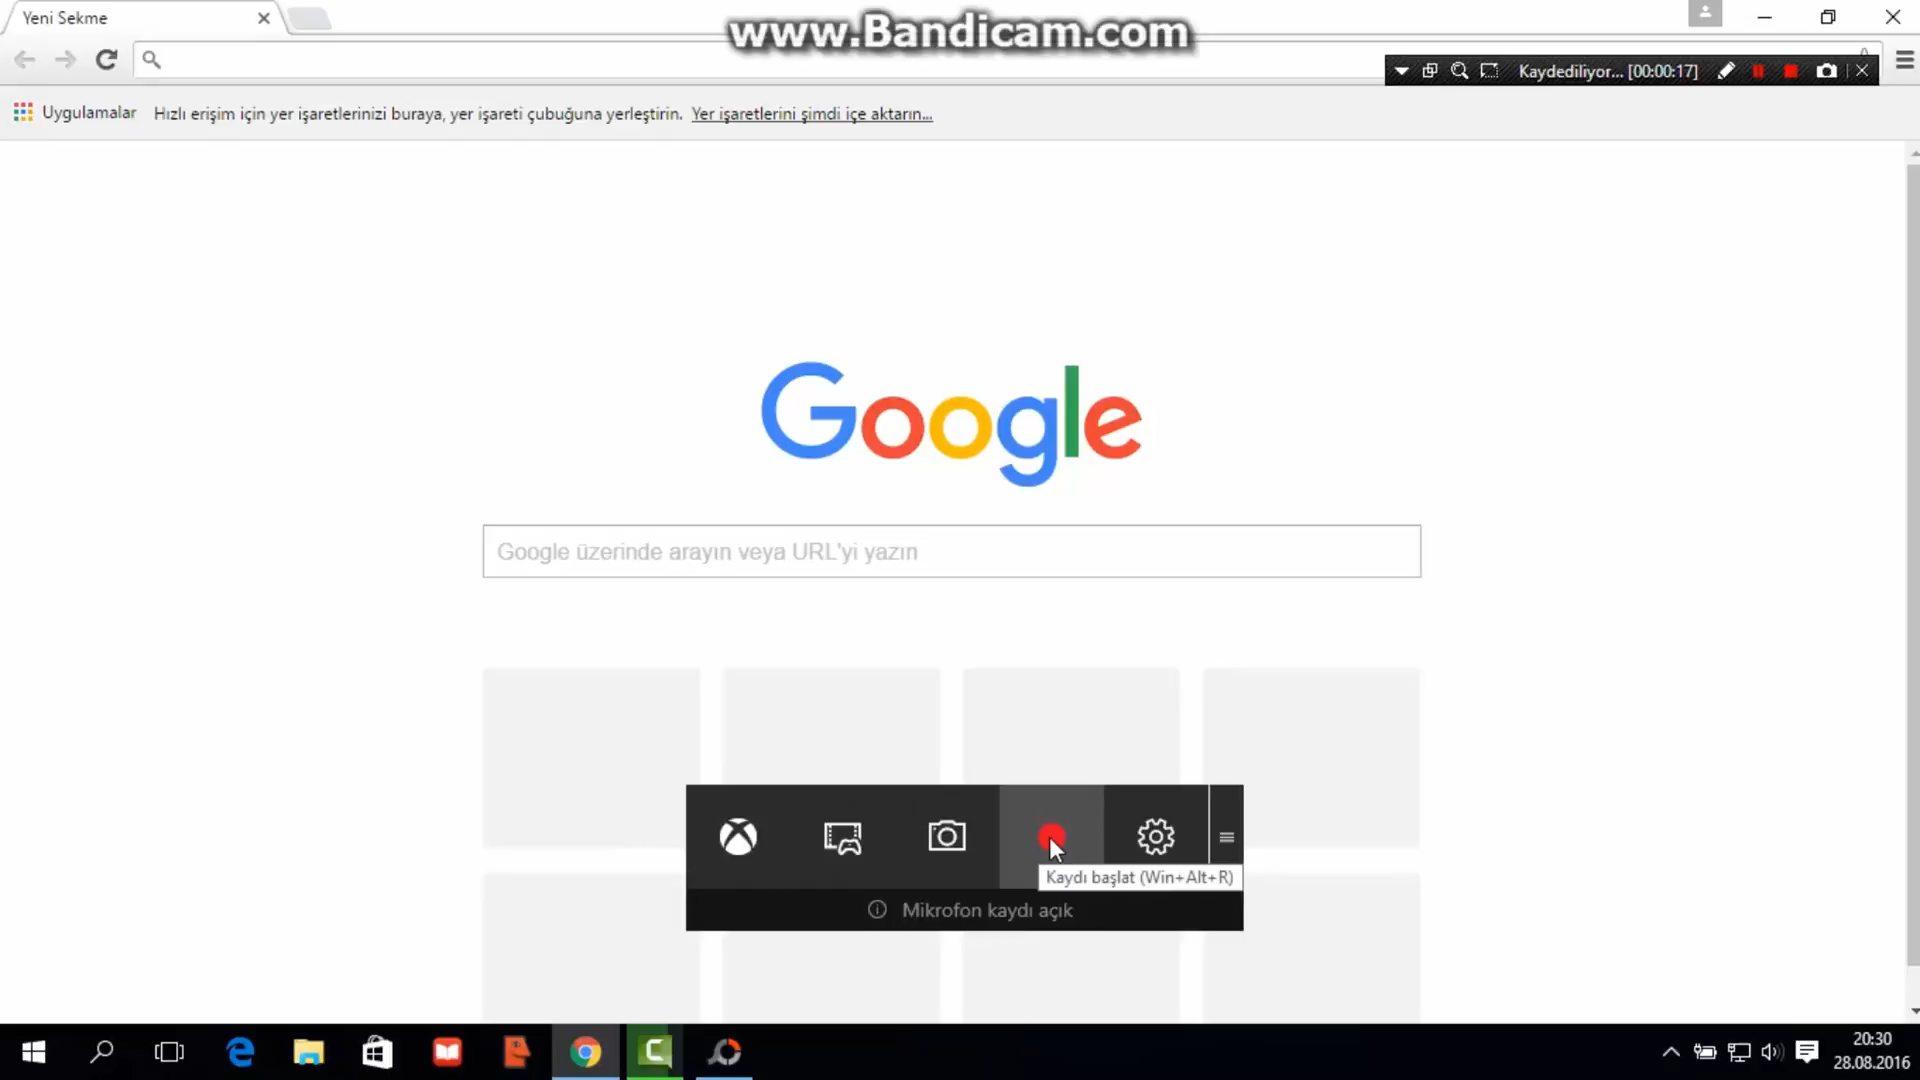 Yeni Sekme
www.Bandicam.com
Kaydediliyor... [00:00:17]
Uygulamalar
Hızlı erişim için yer işaretlerinizi buraya, yer işareti çubuğuna yerleştirin. Yer işaretlerini şimdi içe aktarın...
Google
Google üzerinde arayın veya URL'yi yazın
Kaydı başlat (Win+Alt+R)
Mikrofon kaydı açık
20:30
28.08.2016